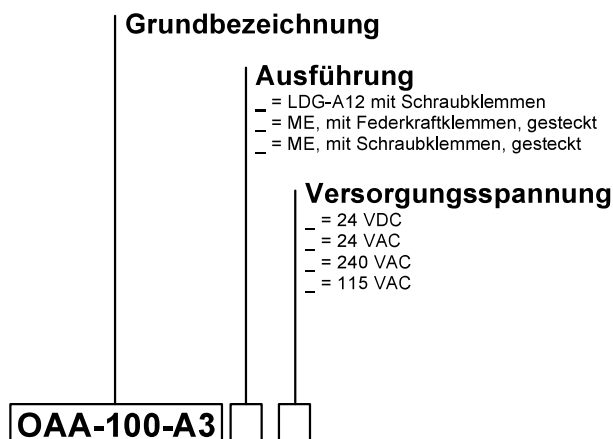 Grundbezeichnung
Ausführung
_ = LDG-A12 mit Schraubklemmen
_ = ME, mit Federkraftklemmen, gesteckt
_ = ME, mit Schraubklemmen, gesteckt
Versorgungsspannung
_ = 24 VDC
_ = 24 VAC
_ = 240 VAC
_ = 115 VAC
OAA-100-A3